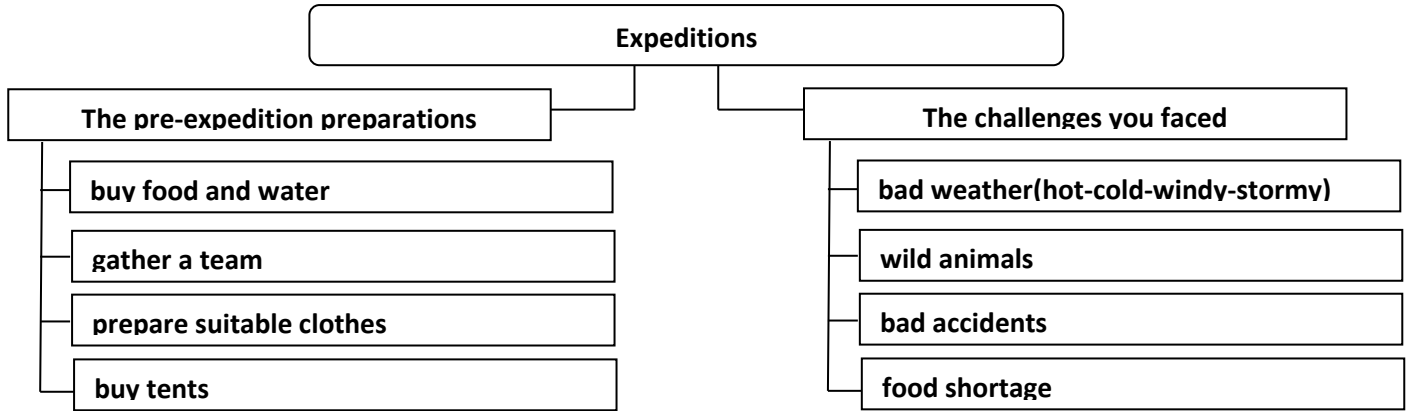 Expeditions
The pre-expedition preparations
buy food and water
gather a team
prepare suitable clothes
buy tents
The challenges you faced
bad weather(hot-cold-windy-stormy)
wild animals
bad accidents
food shortage